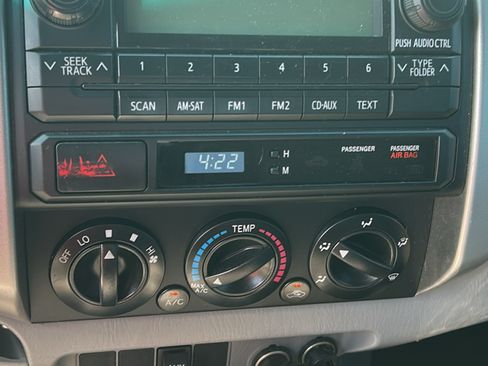 PUSH AUDIO CTRL
SEEK TRACK
1 2 3 4 5 6
TYPE FOLDER
SCAN AM·SAT FM1 FM2 CD·AUX TEXT
4:22
H
M
PASSENGER
PASSENGER
AIR BAG
OFF LO HI
TEMP
MAX A/C
A/C